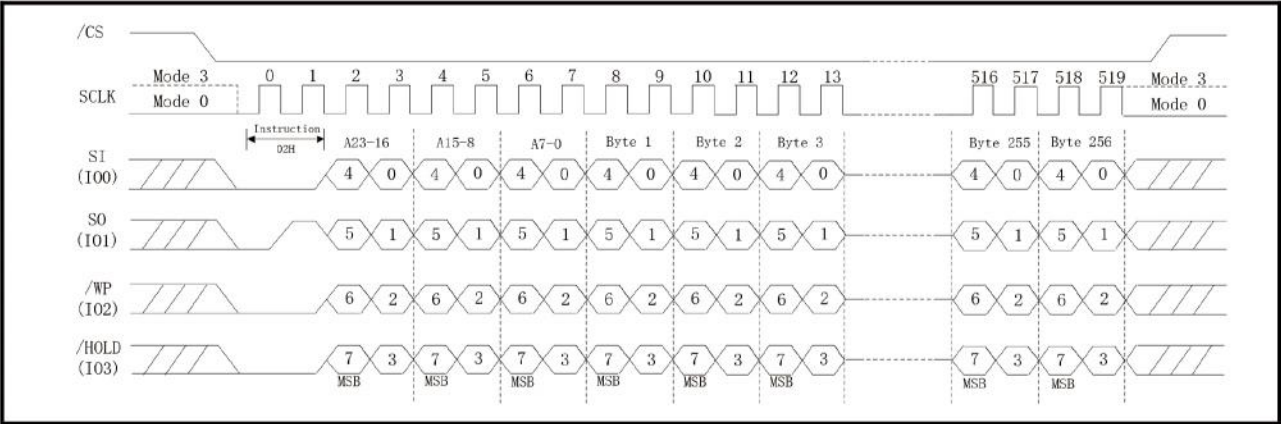 /CS
Mode 3 0 1 2 3 4 5 6 7 8 9 10 11 12 13 516 517 518 519 Mode 3
SCLK
Mode 0 Mode 0
Instruction
02H
A23-16 A15-8 A7-0 Byte 1 Byte 2 Byte 3 Byte 255 Byte 256
SI
(IO0)
4 0 4 0 4 0 4 0 4 0 4 0 4 0 4 0
SO
(IO1)
5 1 5 1 5 1 5 1 5 1 5 1 5 1 5 1
/WP
(IO2)
6 2 6 2 6 2 6 2 6 2 6 2 6 2 6 2
/HOLD
(IO3)
7 3 7 3 7 3 7 3 7 3 7 3 7 3 7 3
MSB MSB MSB MSB MSB MSB MSB MSB